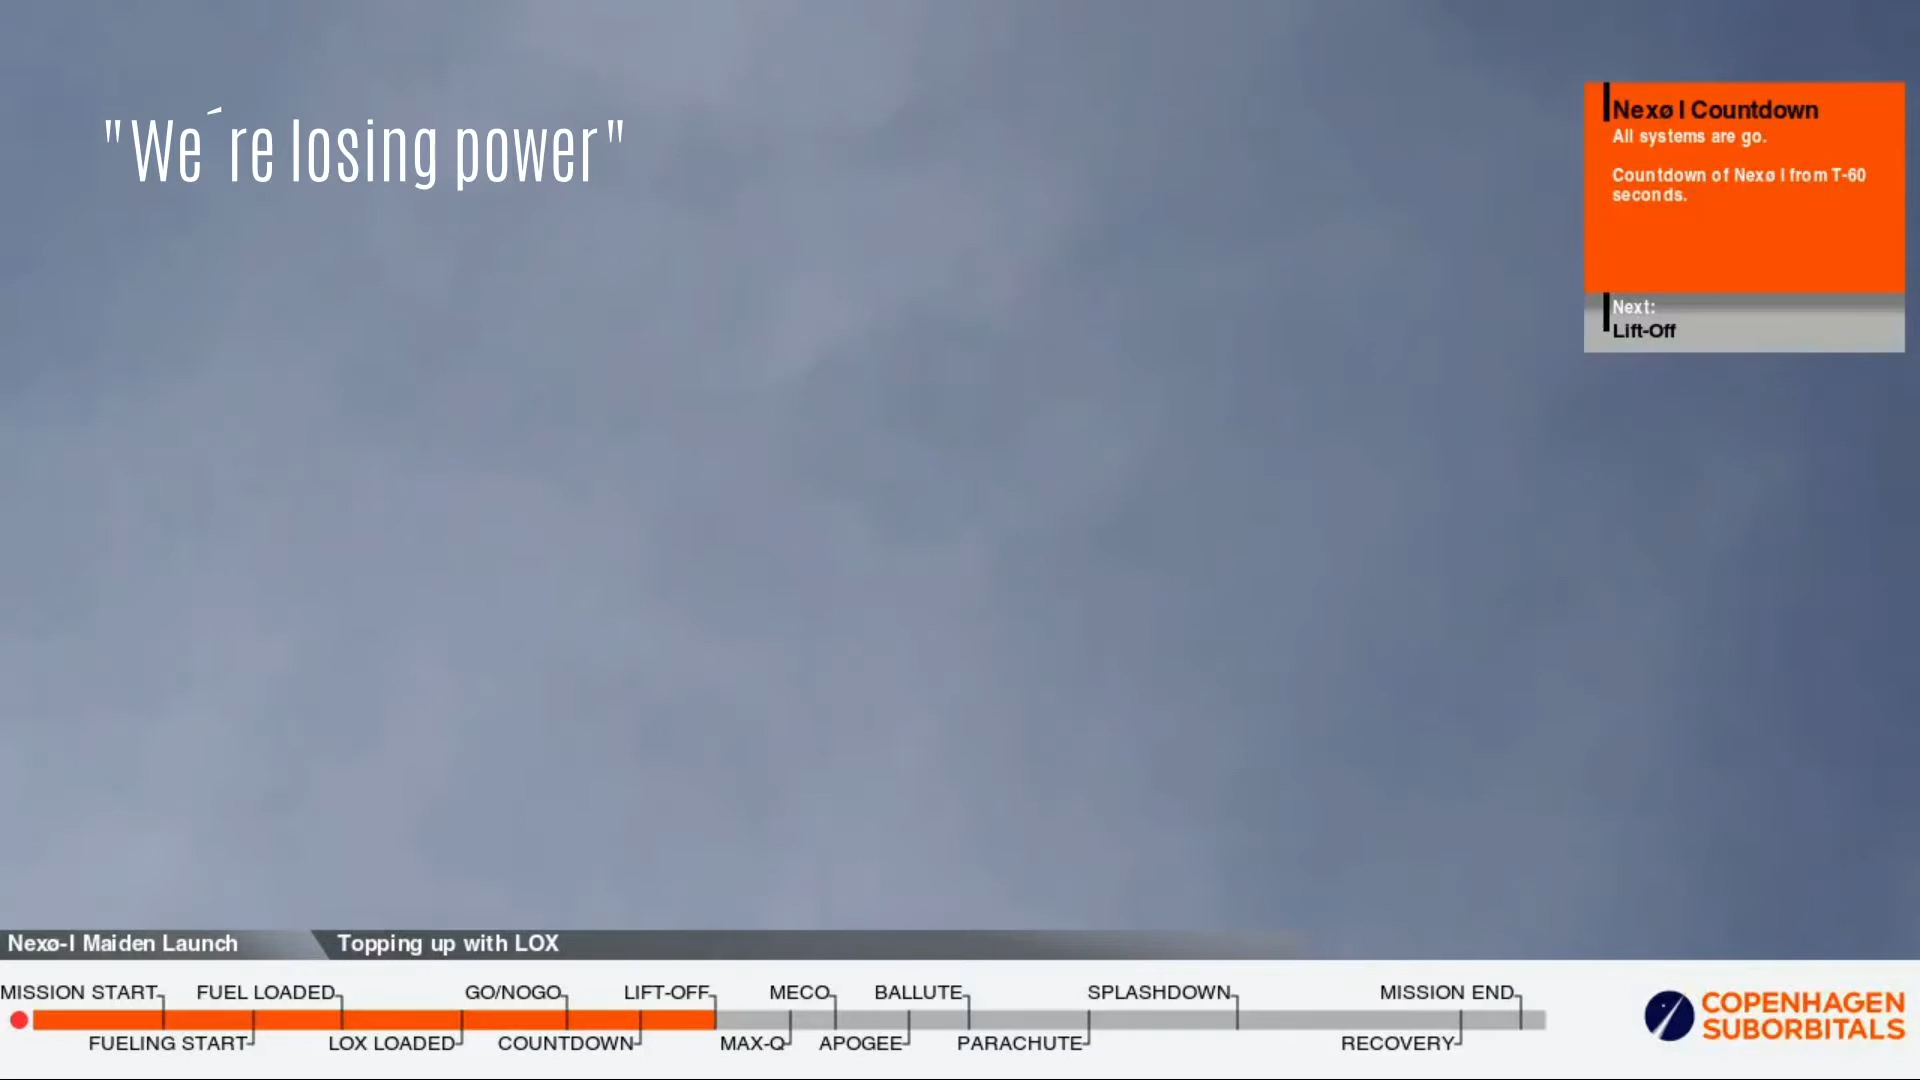 "We´re losing power"
Nexø I Countdown
All systems are go.
Countdown of Nexø I from T-60
seconds.
Next:
Lift-Off
Nexø-I Maiden Launch
Topping up with LOX
MISSION START
FUEL LOADED
GO/NOGO
LIFT-OFF
MECO
BALLUTE
SPLASHDOWN
MISSION END
FUELING START
LOX LOADED
COUNTDOWN
MAX-Q
APOGEE
PARACHUTE
RECOVERY
COPENHAGEN
SUBORBITALS